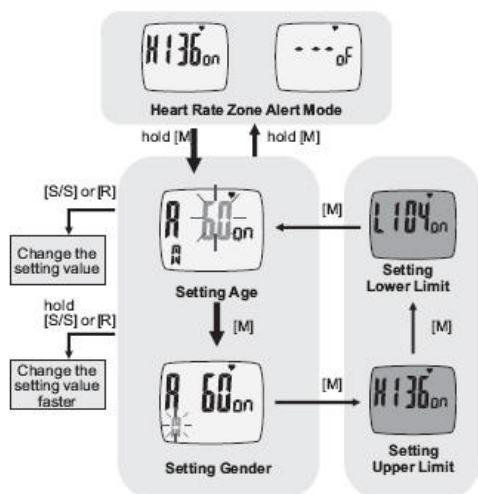 H136on
---oF
Heart Rate Zone Alert Mode
hold [M]
hold [M]
[S/S] or [R]
Change the
setting value
A 60on
Setting Age
[M]
L104on
Setting
Lower Limit
[M]
hold
[S/S] or [R]
Change the
setting value
faster
[M]
A 60on
Setting Gender
[M]
H136on
Setting
Upper Limit